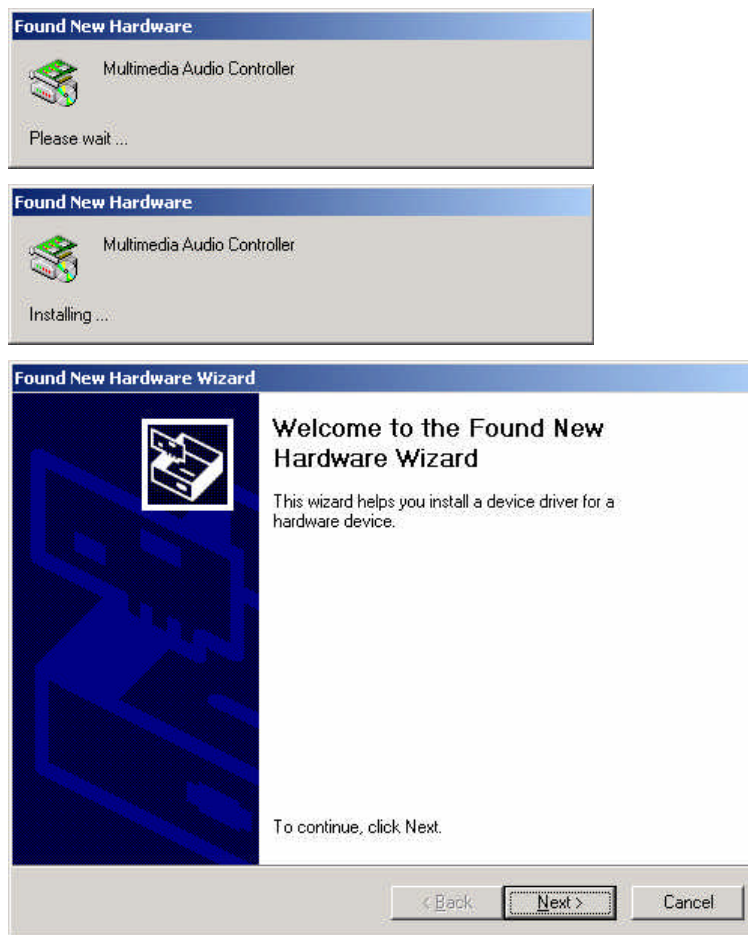 Found New Hardware
Multimedia Audio Controller
Please wait ...
Found New Hardware
Multimedia Audio Controller
Installing ...
Found New Hardware Wizard
Welcome to the Found New
Hardware Wizard
This wizard helps you install a device driver for a
hardware device.
To continue, click Next.
< Back Next > Cancel